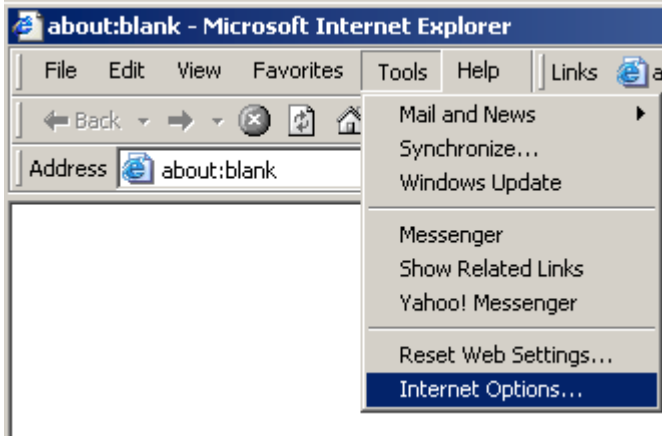 about:blank - Microsoft Internet Explorer
File Edit View Favorites Tools Help Links a
Back
Address about:blank
Mail and News
Synchronize...
Windows Update
Messenger
Show Related Links
Yahoo! Messenger
Reset Web Settings...
Internet Options...